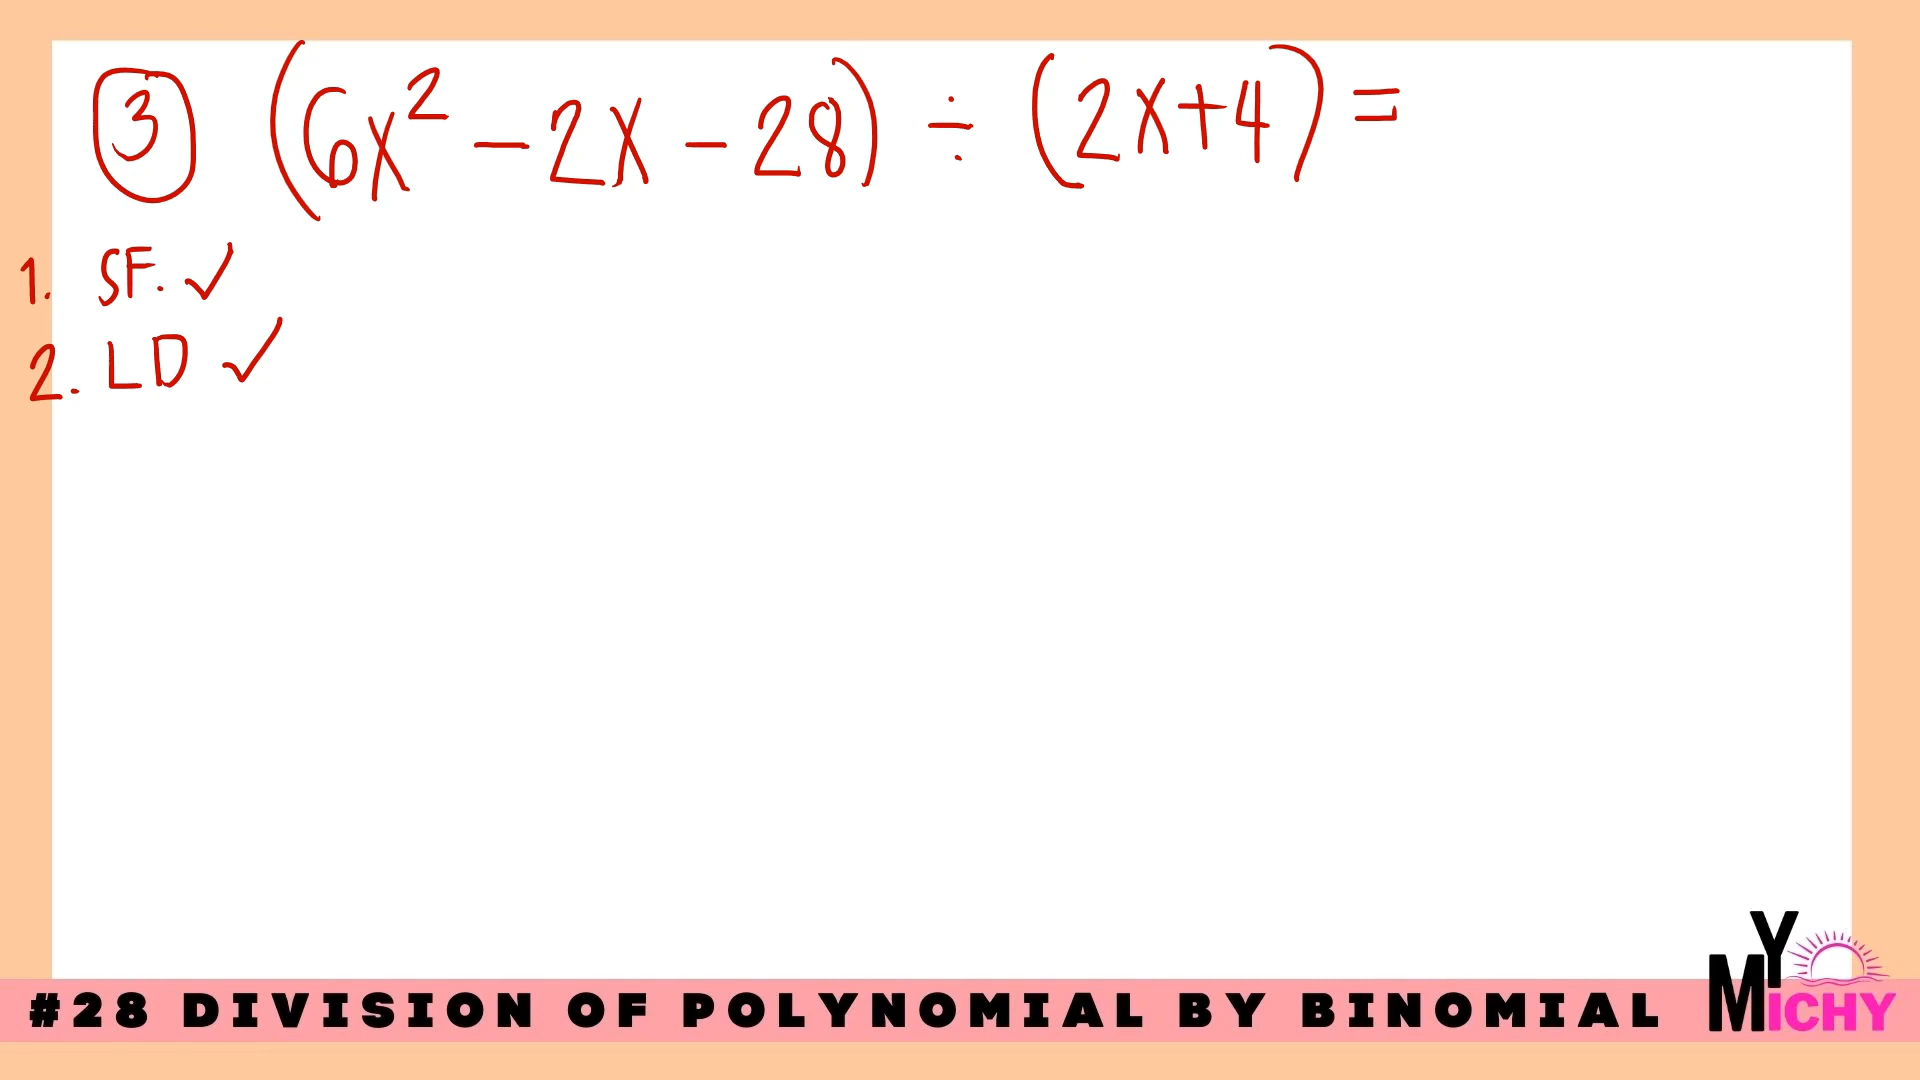 3 (6x² - 2x - 28) ÷ (2x+4) =
1. SF. ✓
2. LD ✓
MY MICHY
#28 DIVISION OF POLYNOMIAL BY BINOMIAL